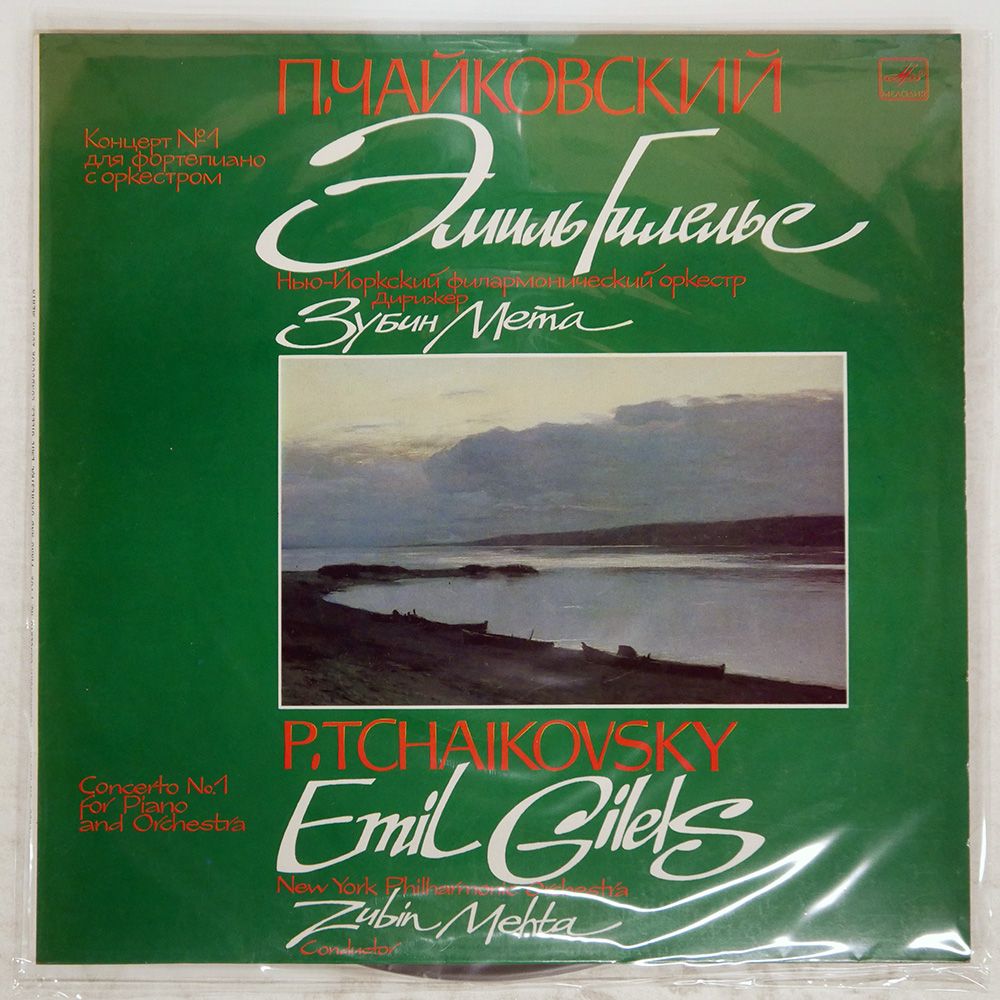 П.ЧАЙКОВСКИЙ
МЕЛОДИЯ
Концерт №1
для фортепиано
с оркестром
Эмиль Гилельс
Нью-Йоркский филармонический оркестр
Дирижер
Зубин Мета
P.TCHAIKOVSKY
Concerto No.1
for Piano
and Orchestra
Emil Gilels
New York Philharmonic Orchestra
Zubin Mehta
Conductor